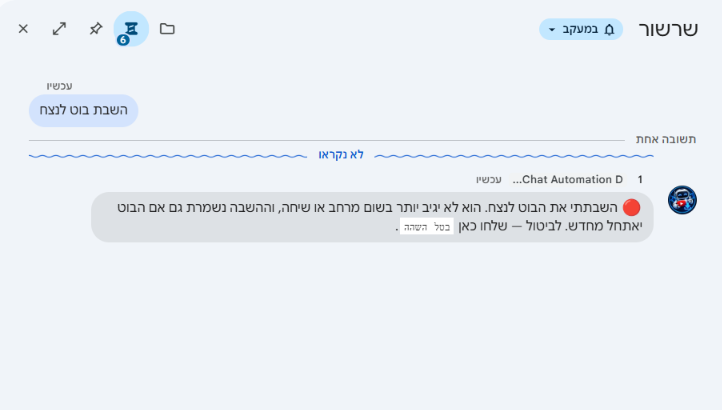 שרשור
במעקב
6
עכשיו
השבת בוט לנצח
תשובה אחת
לא נקראו
1 Chat Automation D... עכשיו
השבתתי את הבוט לנצח. הוא לא יגיב יותר בשום מרחב או שיחה, וההשבה נשמרת גם אם הבוט
יאתחל מחדש. לביטול — שלחו כאן בטל השהה.